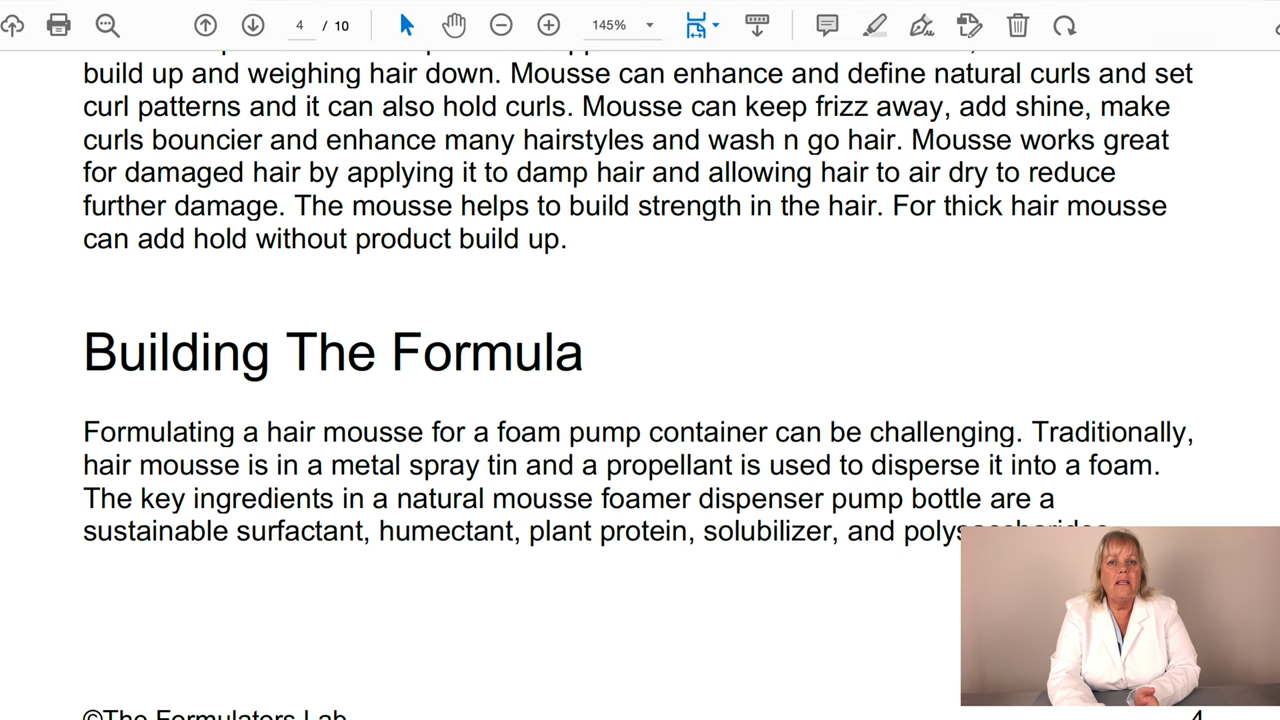 4 / 10 145%
build up and weighing hair down. Mousse can enhance and define natural curls and set
curl patterns and it can also hold curls. Mousse can keep frizz away, add shine, make
curls bouncier and enhance many hairstyles and wash n go hair. Mousse works great
for damaged hair by applying it to damp hair and allowing hair to air dry to reduce
further damage. The mousse helps to build strength in the hair. For thick hair mousse
can add hold without product build up.
Building The Formula
Formulating a hair mousse for a foam pump container can be challenging. Traditionally,
hair mousse is in a metal spray tin and a propellant is used to disperse it into a foam.
The key ingredients in a natural mousse foamer dispenser pump bottle are a
sustainable surfactant, humectant, plant protein, solubilizer, and polysaccharides
©The Formulators Lab 4